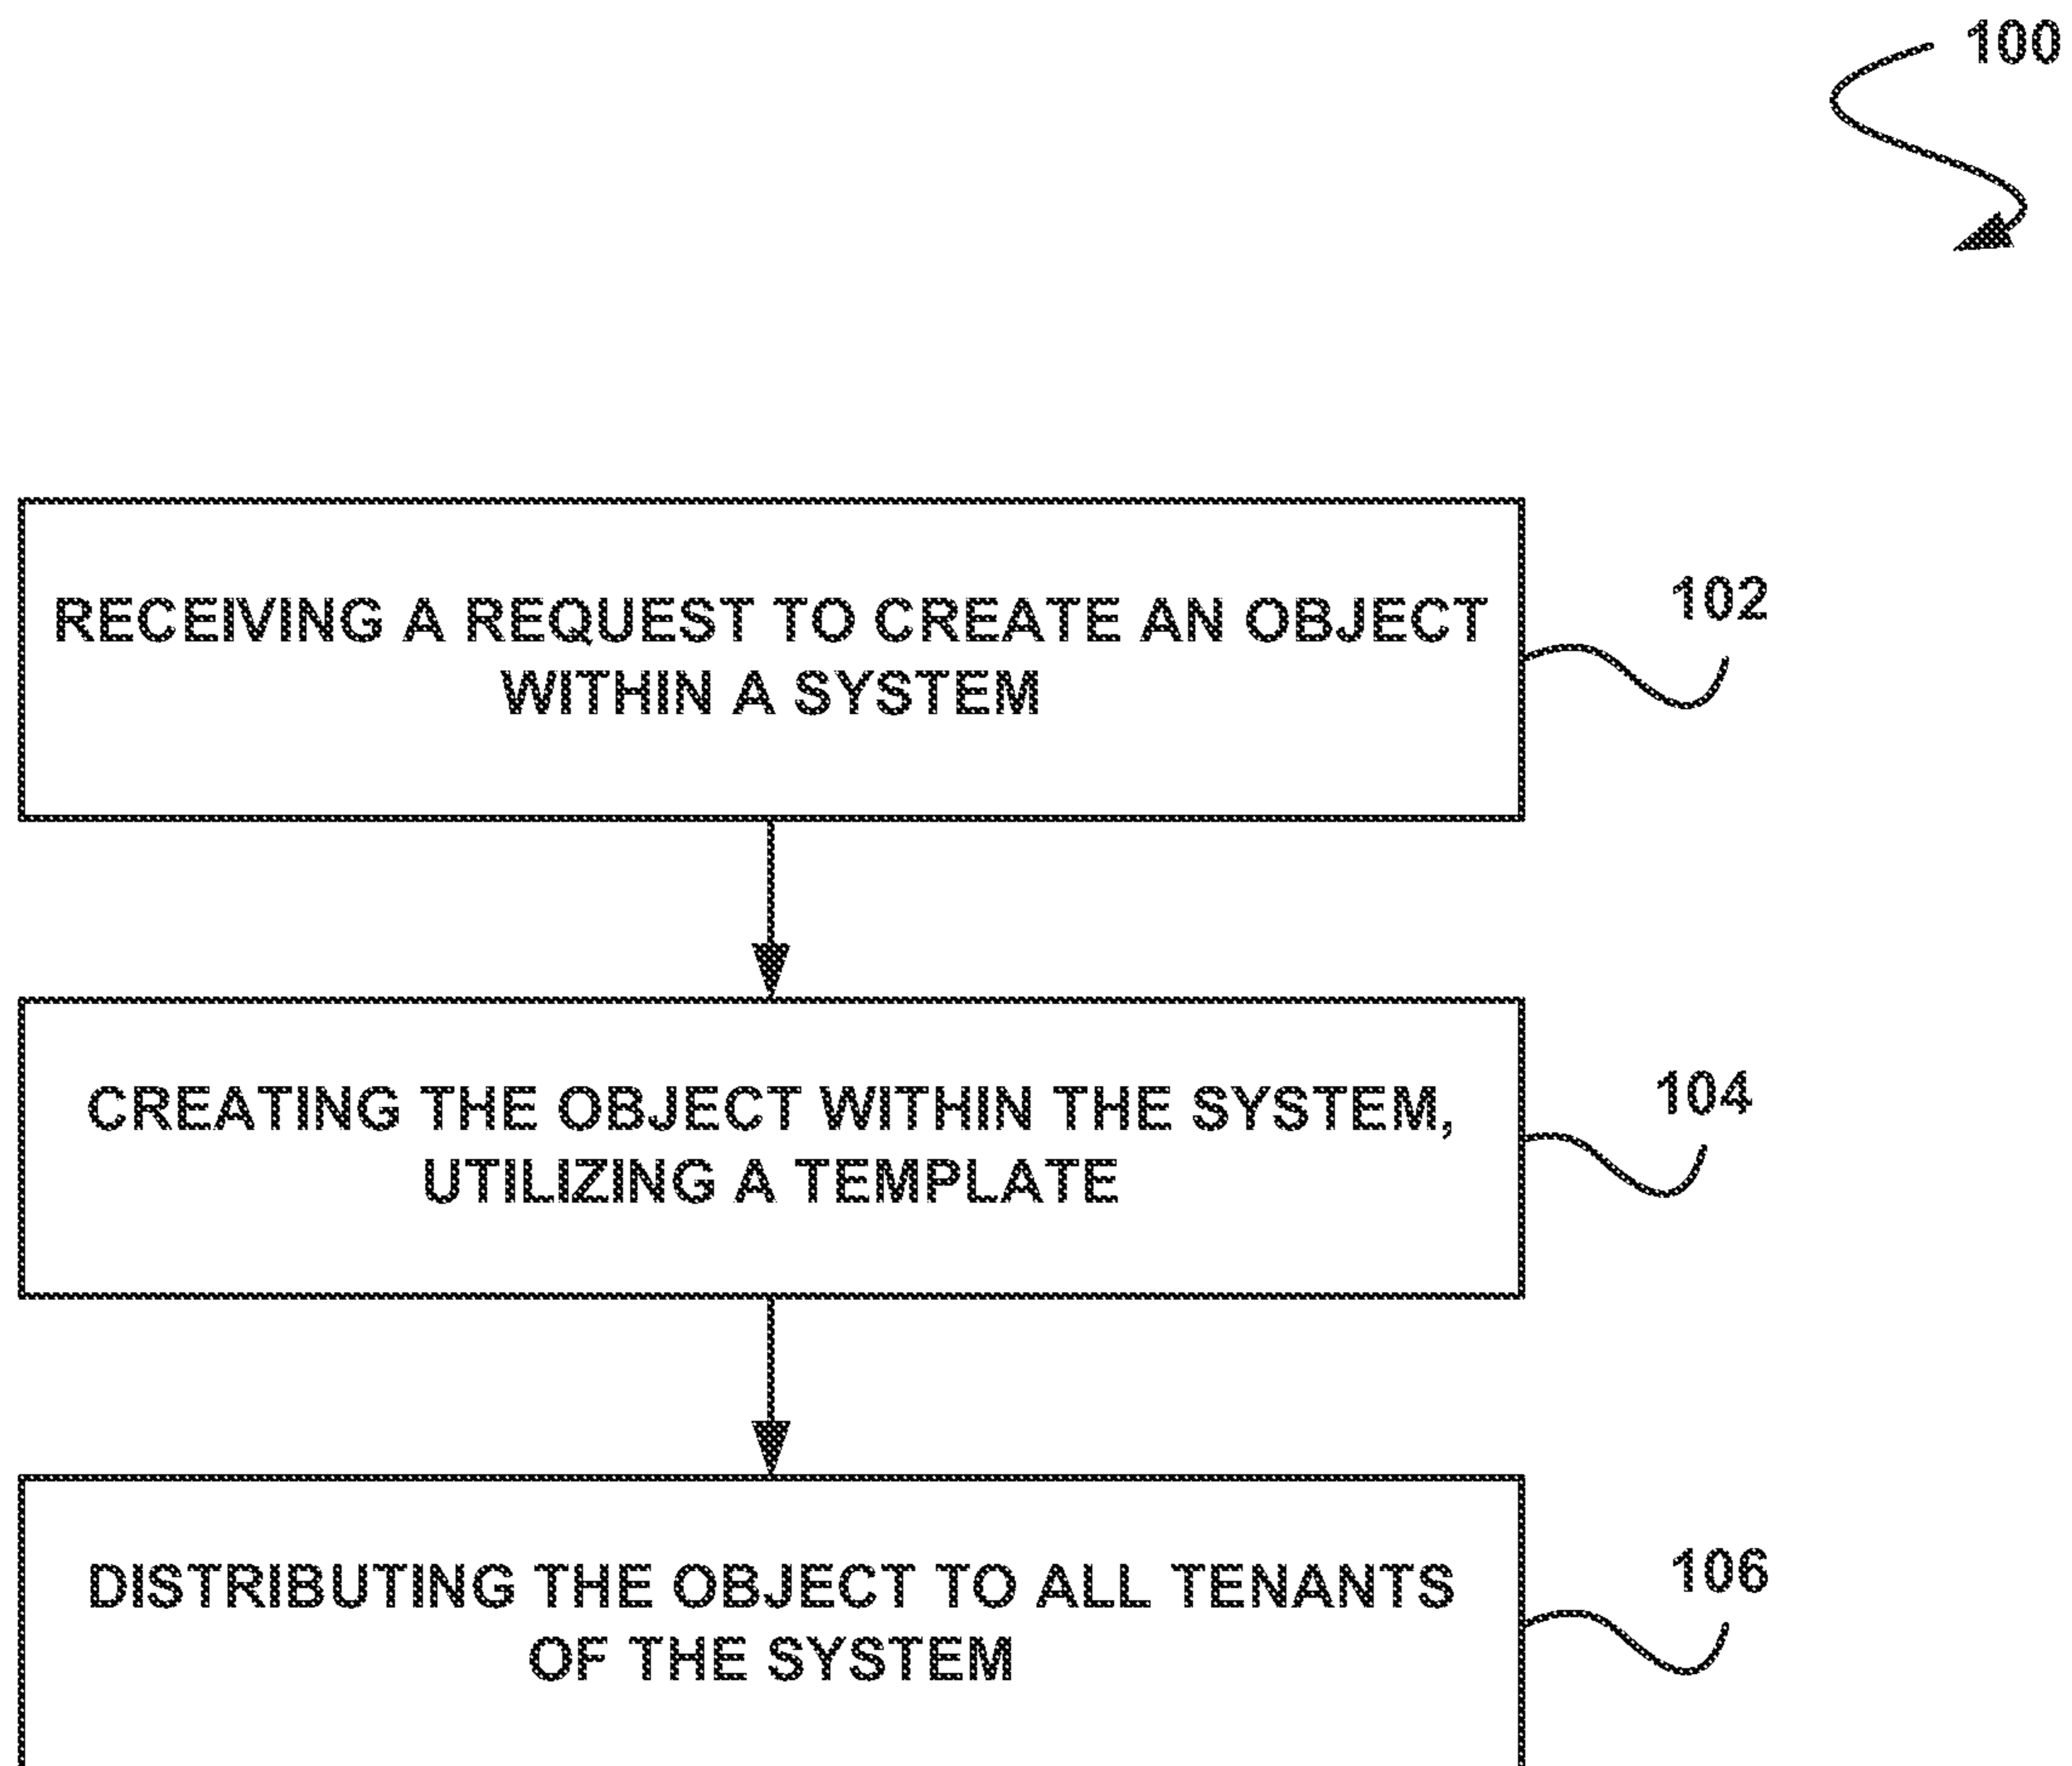 100
RECEIVING A REQUEST TO CREATE AN OBJECT
WITHIN A SYSTEM
102
CREATING THE OBJECT WITHIN THE SYSTEM,
UTILIZING A TEMPLATE
104
DISTRIBUTING THE OBJECT TO ALL TENANTS
OF THE SYSTEM
106